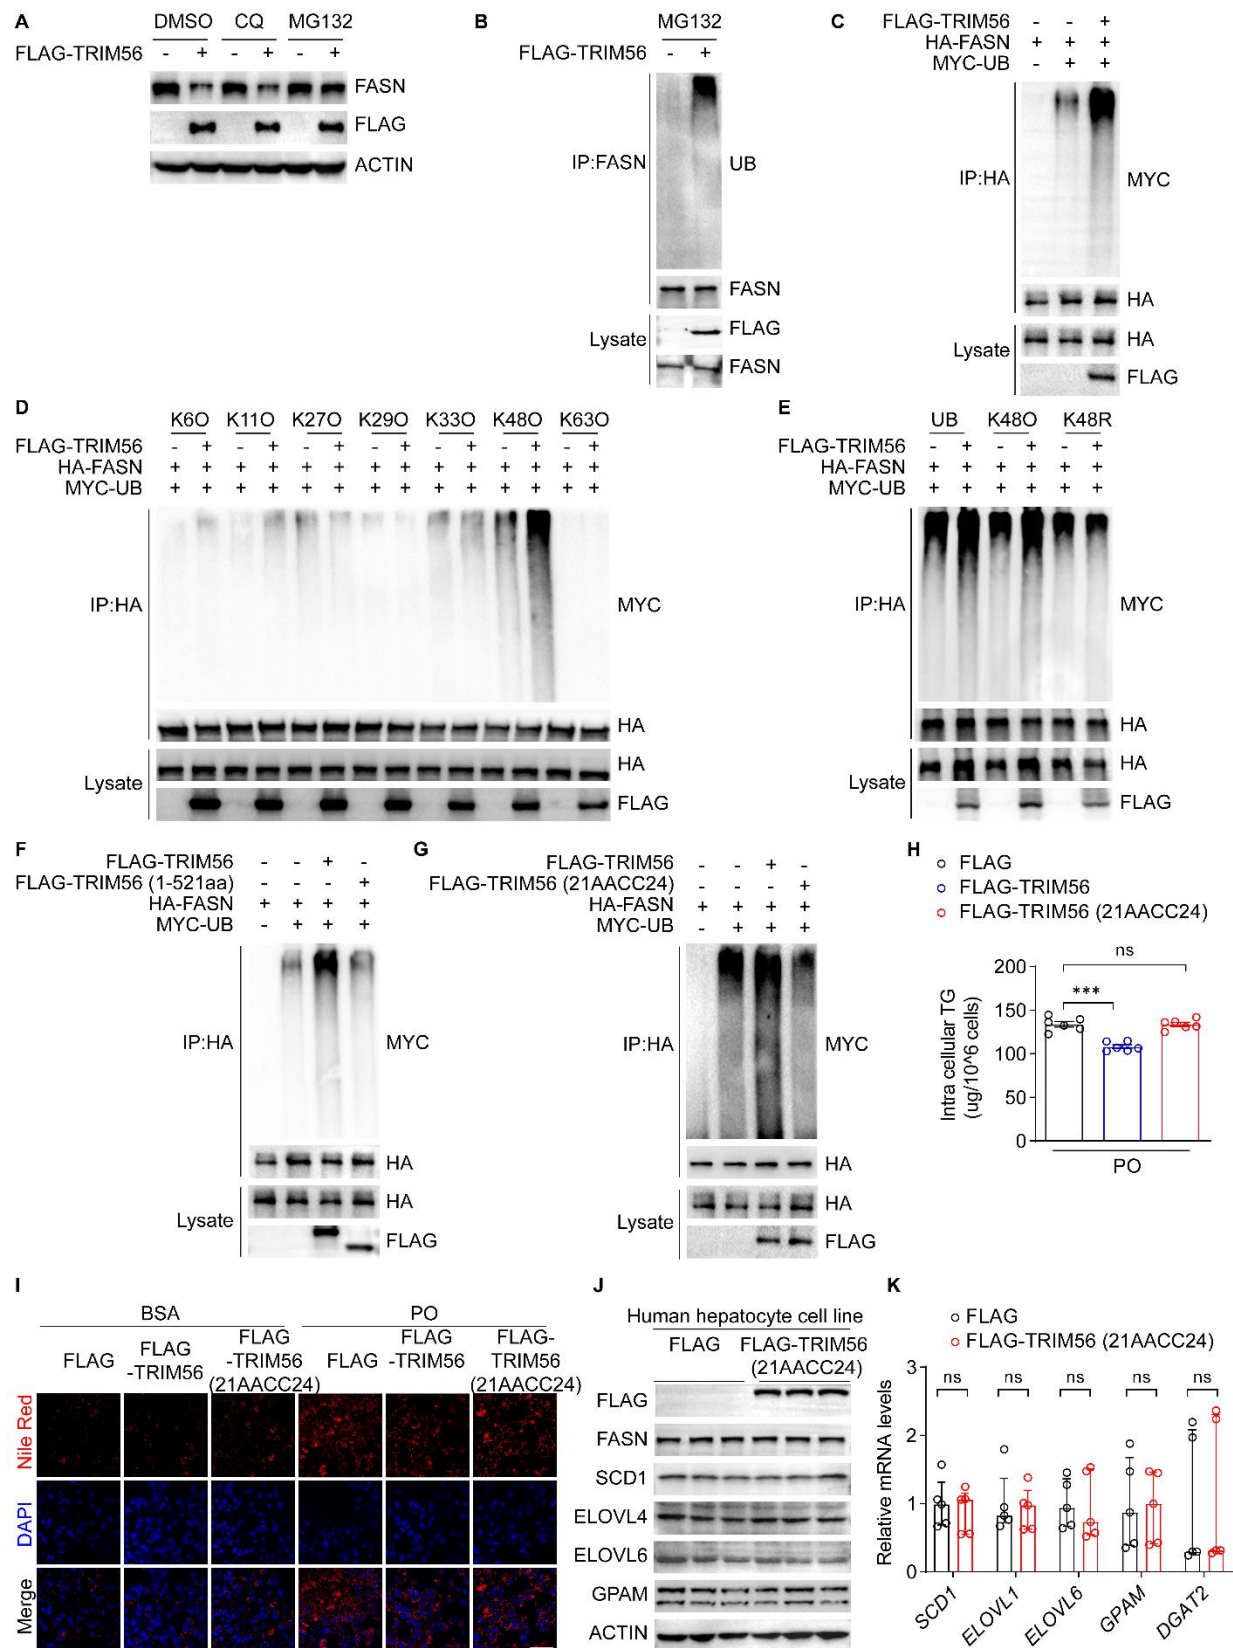 A
DMSO CQ MG132
FLAG-TRIM56 - + - + - +
FASN
FLAG
ACTIN
B
MG132
FLAG-TRIM56 - +
IP:FASN UB
FASN
Lysate FLAG
FASN
C
FLAG-TRIM56 - - +
HA-FASN + + +
MYC-UB - + +
IP:HA MYC
HA
Lysate HA
FLAG
D
K6O K11O K27O K29O K33O K48O K63O
FLAG-TRIM56 - + - + - + - + - + - + - +
HA-FASN + + + + + + + + + + + + + +
MYC-UB + + + + + + + + + + + + + +
IP:HA MYC
HA
Lysate HA
FLAG
E
UB K48O K48R
FLAG-TRIM56 - + - + - +
HA-FASN + + + + + +
MYC-UB + + + + + +
IP:HA MYC
HA
Lysate HA
FLAG
F
FLAG-TRIM56 - - + -
FLAG-TRIM56 (1-521aa) - - - +
HA-FASN + + + +
MYC-UB - + + +
IP:HA MYC
HA
Lysate HA
FLAG
G
FLAG-TRIM56 - - + -
FLAG-TRIM56 (21AACC24) - - - +
HA-FASN + + + +
MYC-UB - + + +
IP:HA MYC
HA
Lysate HA
FLAG
H
FLAG
FLAG-TRIM56
FLAG-TRIM56 (21AACC24)
Intra cellular TG
(ug/10^6 cells)
200
150
100
50
0
ns
***
PO
I
BSA PO
FLAG FLAG -TRIM56 FLAG -TRIM56 (21AACC24) FLAG FLAG -TRIM56 FLAG- TRIM56 (21AACC24)
Nile Red
DAPI
Merge
J
Human hepatocyte cell line
FLAG FLAG-TRIM56 (21AACC24)
FLAG
FASN
SCD1
ELOVL4
ELOVL6
GPAM
ACTIN
K
FLAG
FLAG-TRIM56 (21AACC24)
Relative mRNA levels
3
2
1
0
ns ns ns ns ns
SCD1 ELOVL1 ELOVL6 GPAM DGAT2